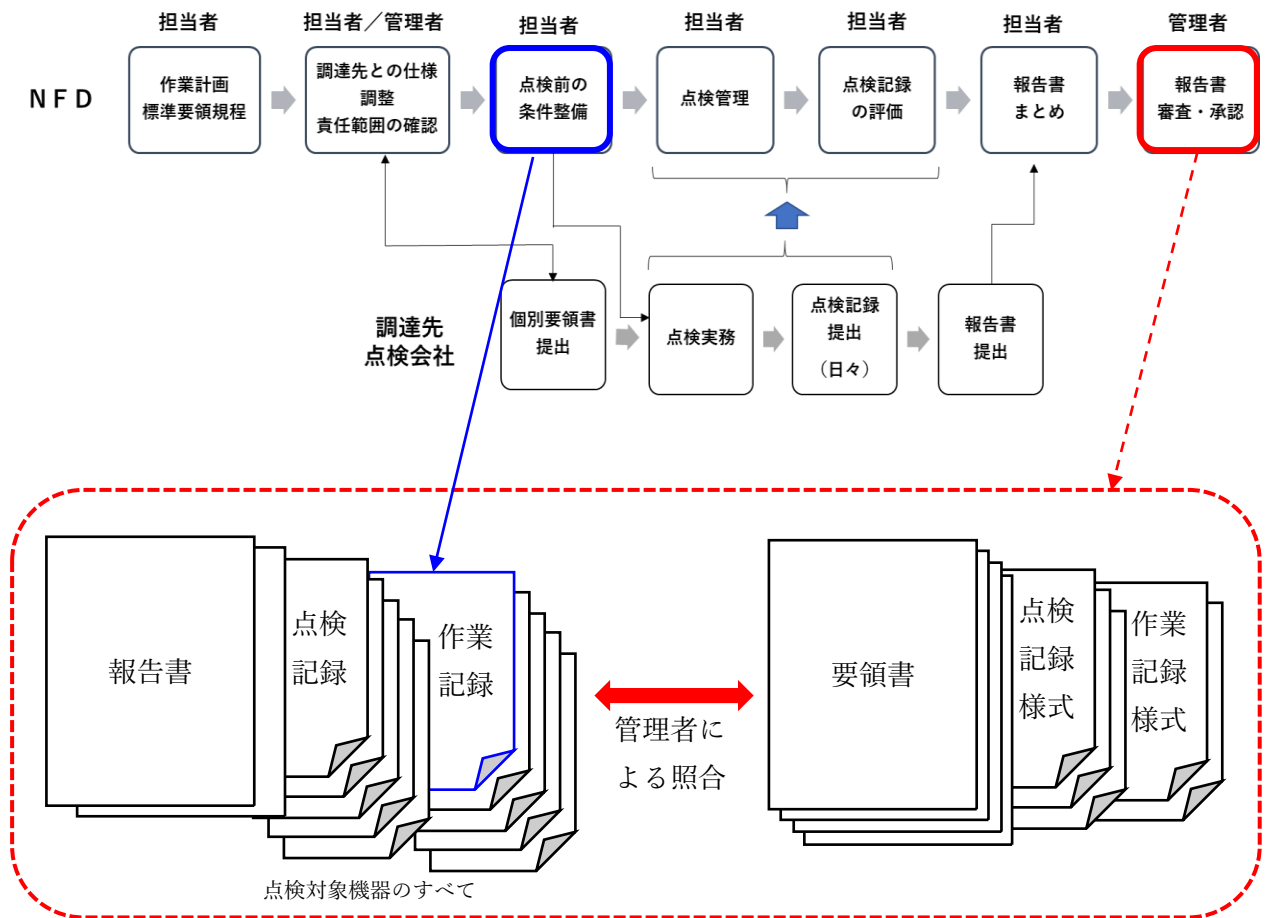 担当者
担当者／管理者
担当者
担当者
担当者
担当者
管理者
ＮＦＤ
作業計画
標準要領規程
調達先との仕様
調整
責任範囲の確認
点検前の
条件整備
点検管理
点検記録
の評価
報告書
まとめ
報告書
審査・承認
調達先
点検会社
個別要領書
提出
点検実務
点検記録
提出
（日々）
報告書
提出
報告書
点検
記録
作業
記録
点検対象機器のすべて
管理者に
よる照合
要領書
点検
記録
様式
作業
記録
様式